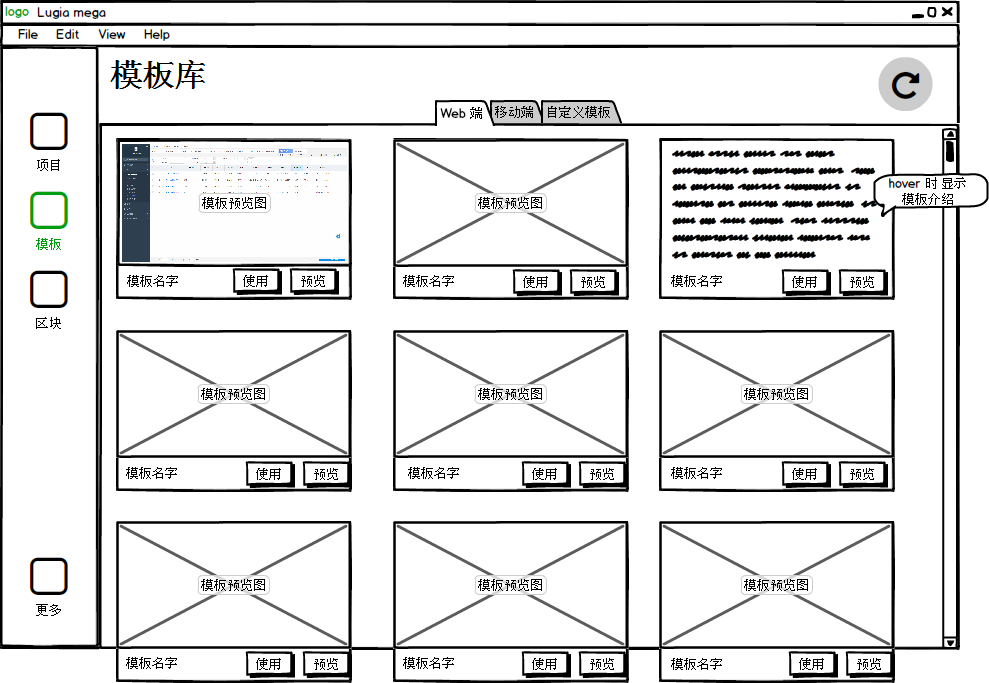 logo Lugia mega
File Edit View Help
模板库
Web 端 移动端 自定义模板
项目
模板
区块
更多
模板预览图 模板预览图
hover 时显示
模板介绍
模板名字 使用 预览 模板名字 使用 预览 模板名字 使用 预览
模板预览图 模板预览图 模板预览图
模板名字 使用 预览 模板名字 使用 预览 模板名字 使用 预览
模板预览图 模板预览图 模板预览图
模板名字 使用 预览 模板名字 使用 预览 模板名字 使用 预览